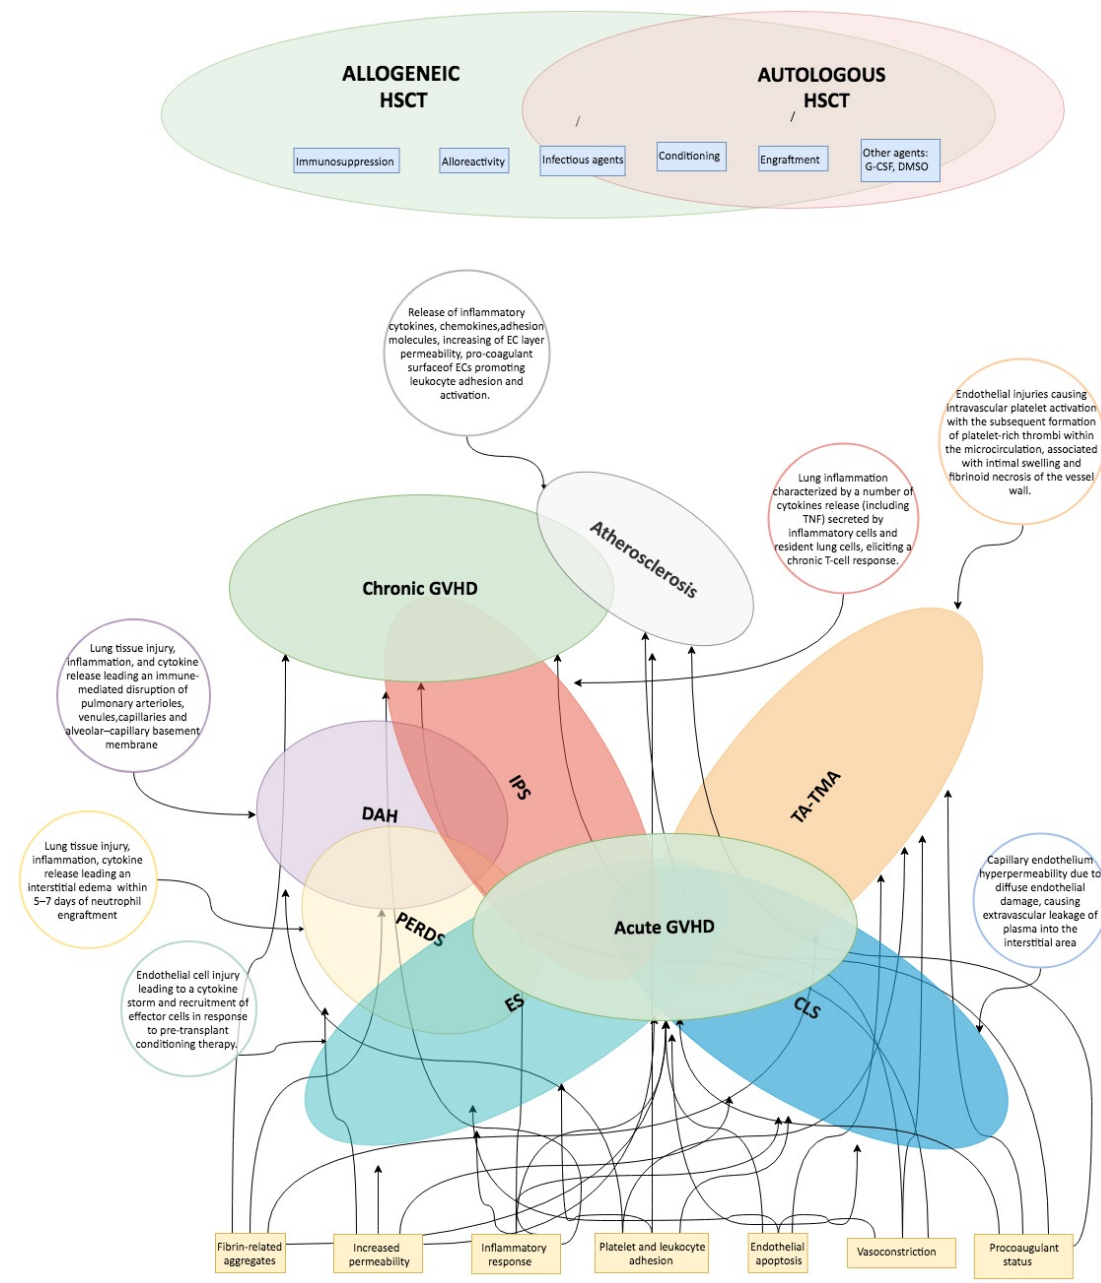 ALLOGENEIC
HSCT
AUTOLOGOUS
HSCT
/
/
Immunosuppression
Alloreactivity
Infectious agents
Conditioning
Engraftment
Other agents:
G-CSF, DMSO
Release of inflammatory
cytokines, chemokines,adhesion
molecules, increasing of EC layer
permeability, pro-coagulant
surfaceof ECs promoting
leukocyte adhesion and
activation.
Endothelial injuries causing
intravascular platelet activation
with the subsequent formation
of platelet-rich thrombi within
the microcirculation, associated
with intimal swelling and
fibrinoid necrosis of the vessel
wall.
Lung inflammation
characterized by a number of
cytokines release (including
TNF) secreted by
inflammatory cells and
resident lung cells, eliciting a
chronic T-cell response.
Atherosclerosis
Chronic GVHD
Lung tissue injury,
inflammation, and cytokine
release leading an immune-
mediated disruption of
pulmonary arterioles,
venules,capillaries and
alveolar–capillary basement
membrane
IPS
TA-TMA
DAH
Lung tissue injury,
inflammation, cytokine
release leading an
interstitial edema within
5–7 days of neutrophil
engraftment
Capillary endothelium
hyperpermeability due to
diffuse endothelial
damage, causing
extravascular leakage of
plasma into the
interstitial area
PERDS
Acute GVHD
Endothelial cell injury
leading to a cytokine
storm and recruitment of
effector cells in response
to pre-transplant
conditioning therapy.
ES
CLS
Fibrin-related
aggregates
Increased
permeability
Inflammatory
response
Platelet and leukocyte
adhesion
Endothelial
apoptosis
Vasoconstriction
Procoaugulant
status